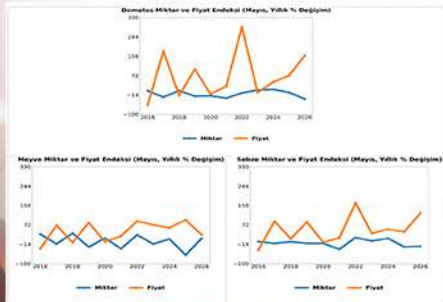 Domates Miktar ve Fiyat Endeksi (Mayıs, Yıllık % Değişim)
330
244
158
72
-14
-100
2016 2018 2020 2022 2024 2026
Miktar Fiyat
Meyve Miktar ve Fiyat Endeksi (Mayıs, Yıllık % Değişim)
330
244
158
72
-14
-100
2016 2018 2020 2022 2024 2026
Miktar Fiyat
Sebze Miktar ve Fiyat Endeksi (Mayıs, Yıllık % Değişim)
330
244
158
72
-14
-100
2016 2018 2020 2022 2024 2026
Miktar Fiyat